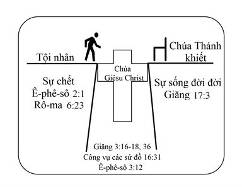 Tội nhân
Sự chết
Ê-phê-sô 2:1
Rô-ma 6:23
Chúa
Giêsu Christ
Chúa Thánh
khiết
Sự sống đời đời
Giăng 17:3
Giăng 3:16-18, 36
Công vụ các sứ đồ 16:31
Ê-phê-sô 3:12